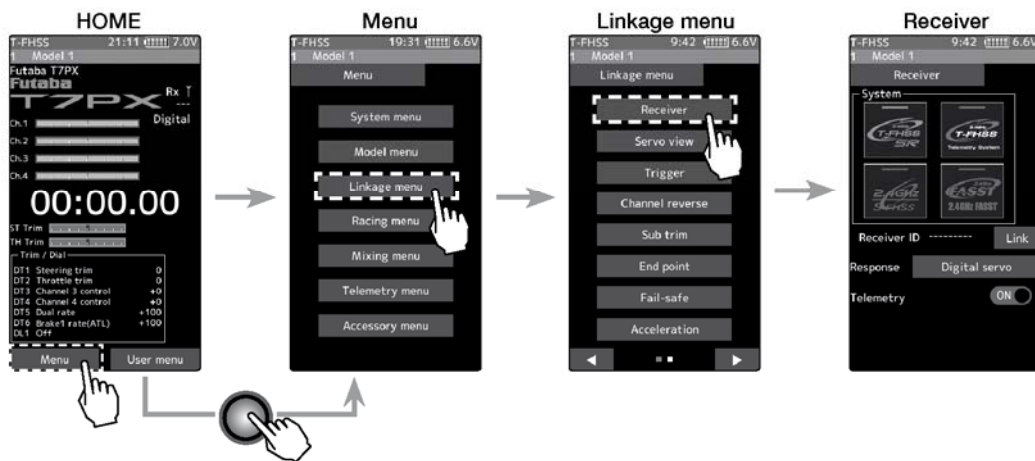 HOME
T-FHSS 21:11 7.0V
1 Model 1
Futaba T7PX
Futaba
T7PX
Rx
---
Digital
Ch.1
Ch.2
Ch.3
Ch.4
00:00.00
ST Trim
TH Trim
Trim / Dial
DT1 Steering trim 0
DT2 Throttle trim 0
DT3 Channel 3 control +0
DT4 Channel 4 control +0
DT5 Dual rate +100
DT6 Brake1 rate(ATL) +100
DL1 Off
Menu User menu
Menu
T-FHSS 19:31 6.6V
1 Model 1
Menu
System menu
Model menu
Linkage menu
Racing menu
Mixing menu
Telemetry menu
Accessory menu
Linkage menu
T-FHSS 9:42 6.6V
1 Model 1
Linkage menu
Receiver
Servo view
Trigger
Channel reverse
Sub trim
End point
Fail-safe
Acceleration
Receiver
T-FHSS 9:42 6.6V
1 Model 1
Receiver
System
T-FHSS
SR
T-FHSS
Telemetry System
2.4GHz
S-FHSS
FASST
2.4GHz FASST
Receiver ID -------- Link
Response Digital servo
Telemetry ON